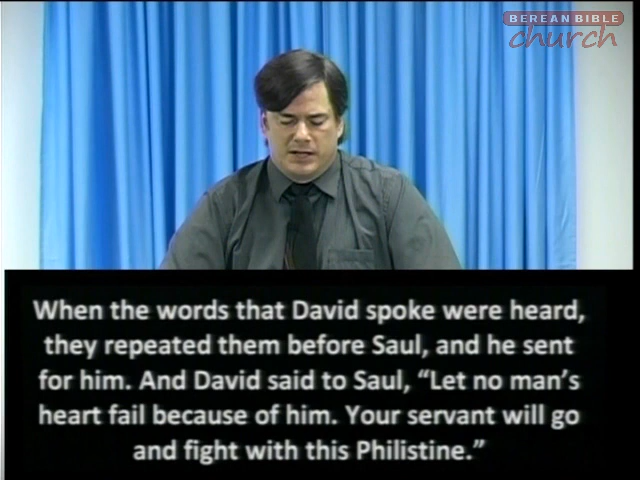 BEREAN BIBLE
church
When the words that David spoke were heard,
they repeated them before Saul, and he sent
for him. And David said to Saul, “Let no man’s
heart fail because of him. Your servant will go
and fight with this Philistine.”